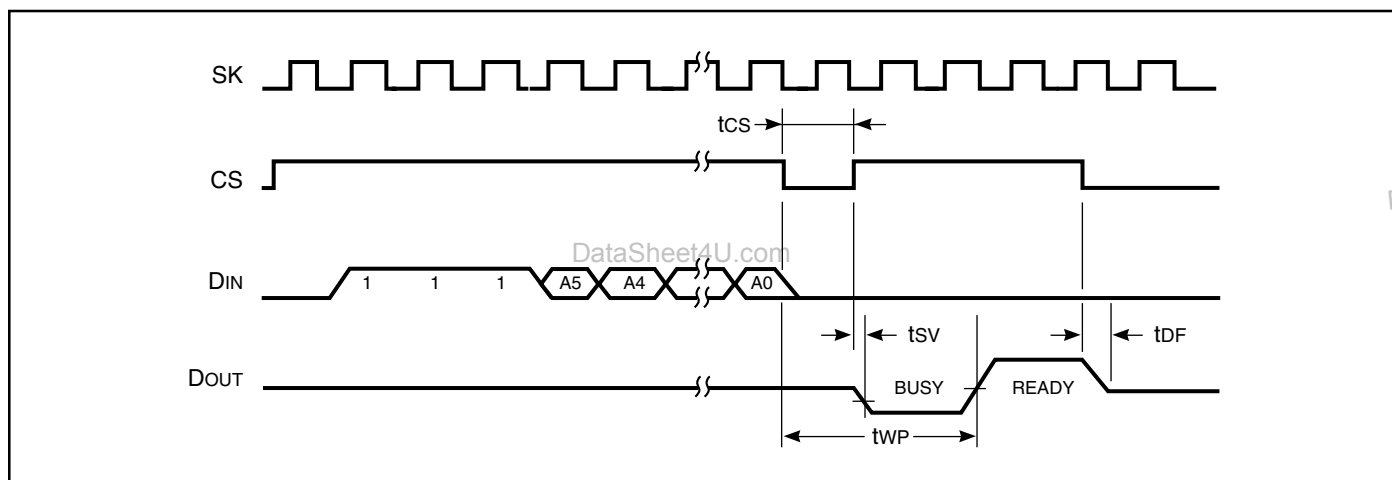 SK
tCS
CS
DataSheet4U.com
DIN
1 1 1 A5 A4 A0
tSV
tDF
DOUT
BUSY
READY
tWP